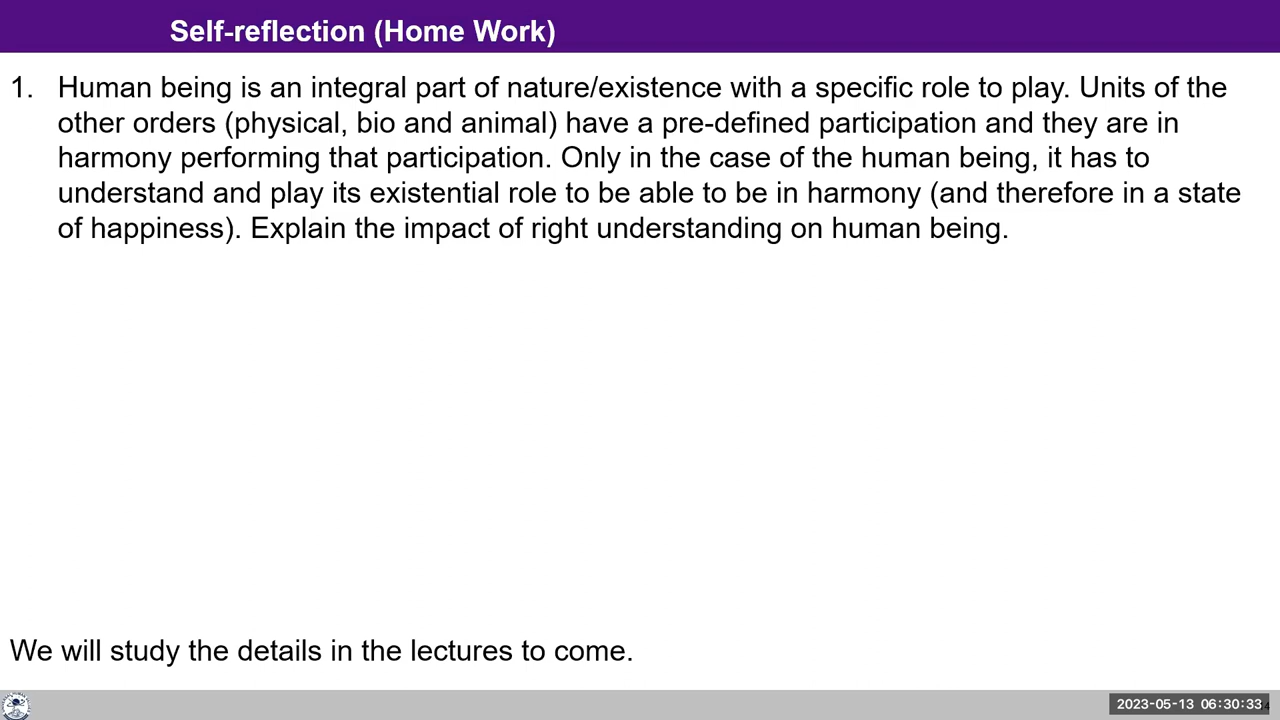 Self-reflection (Home Work)
1. Human being is an integral part of nature/existence with a specific role to play. Units of the
other orders (physical, bio and animal) have a pre-defined participation and they are in
harmony performing that participation. Only in the case of the human being, it has to
understand and play its existential role to be able to be in harmony (and therefore in a state
of happiness). Explain the impact of right understanding on human being.
We will study the details in the lectures to come.
2023-05-13 06:30:33